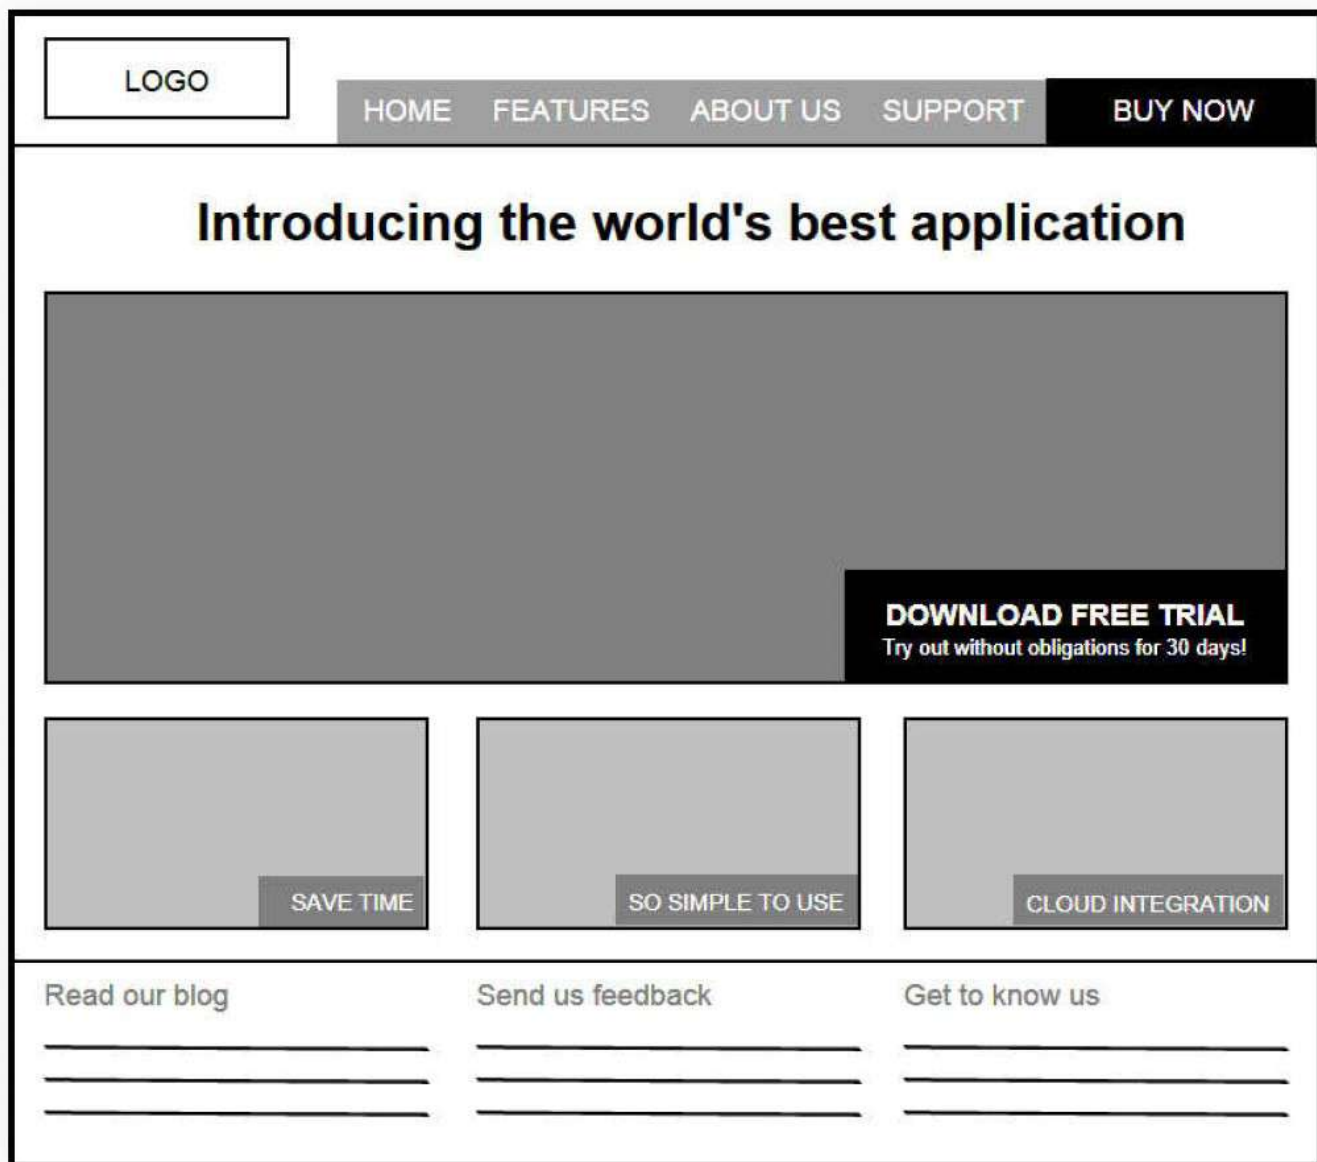 LOGO
HOME FEATURES ABOUT US SUPPORT BUY NOW
Introducing the world's best application
DOWNLOAD FREE TRIAL
Try out without obligations for 30 days!
SAVE TIME
SO SIMPLE TO USE
CLOUD INTEGRATION
Read our blog
Send us feedback
Get to know us